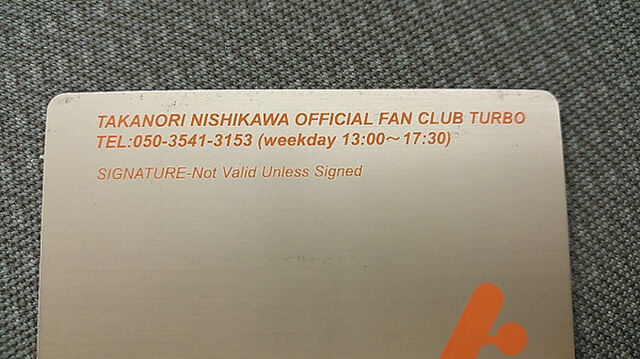 TAKANORI NISHIKAWA OFFICIAL FAN CLUB TURBO
TEL:050-3541-3153 (weekday 13:00～17:30)
SIGNATURE-Not Valid Unless Signed